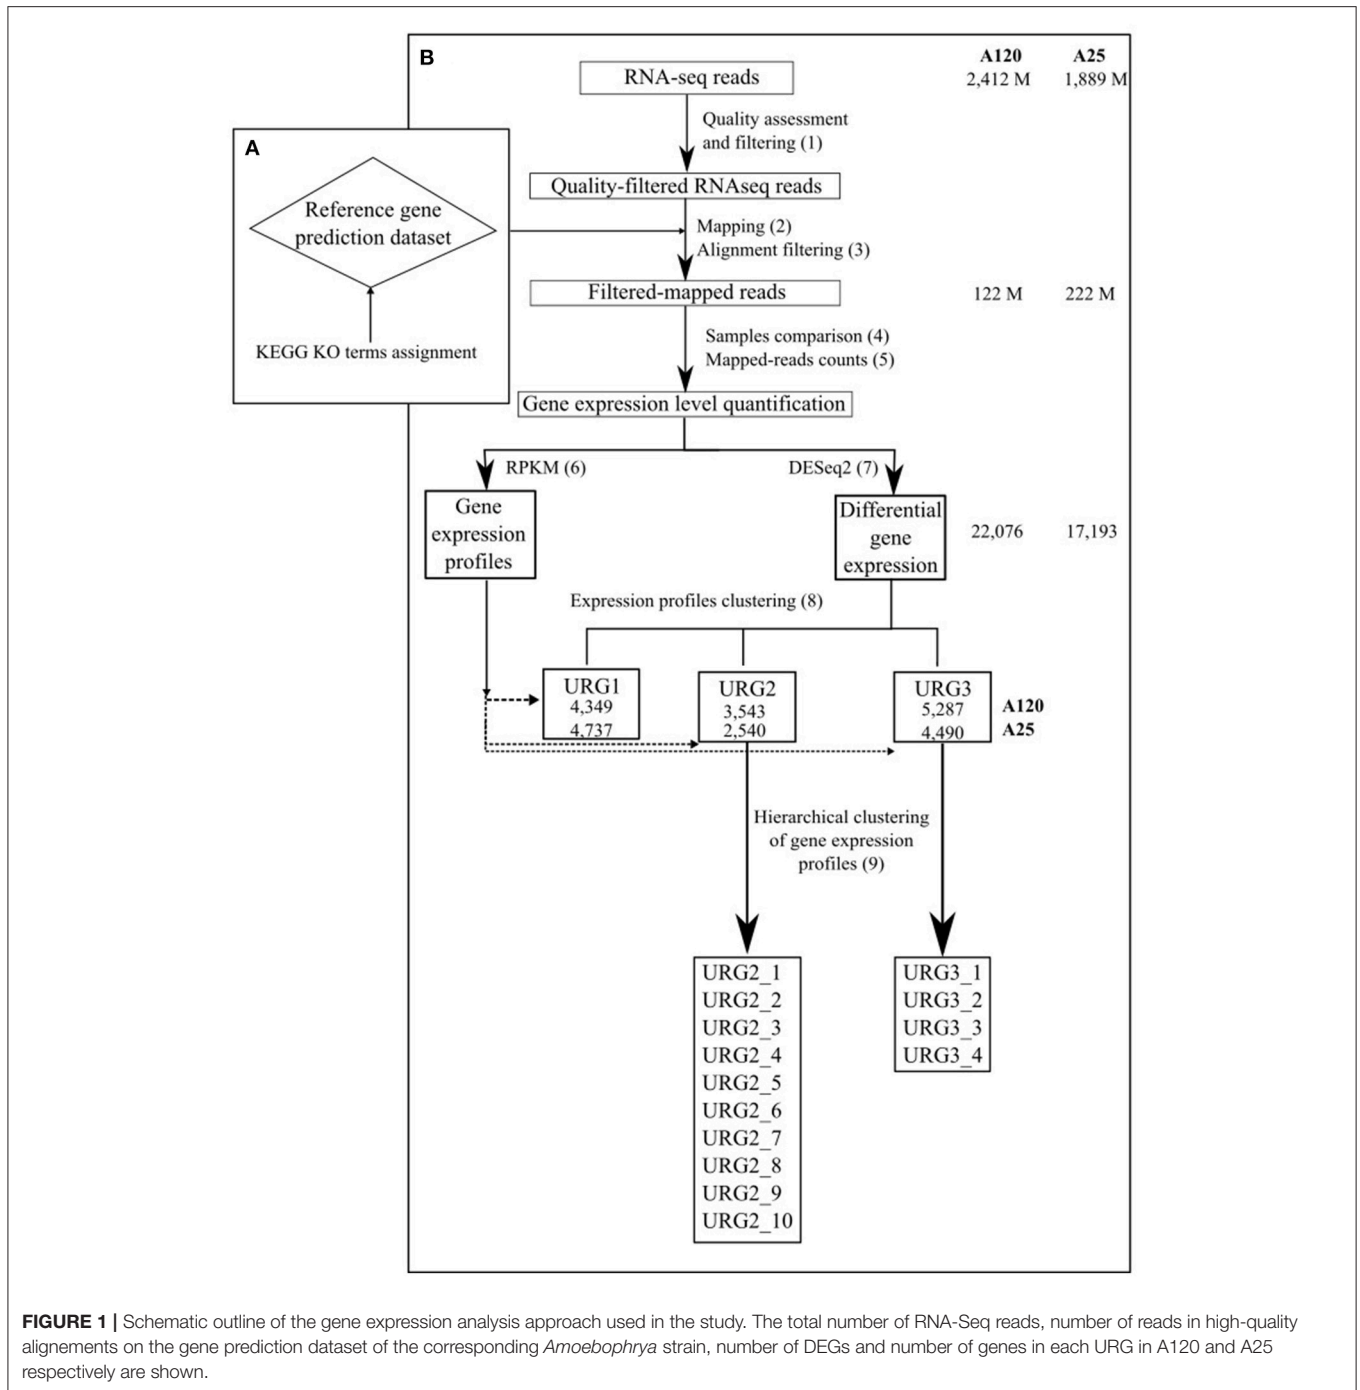 B
A120 A25
RNA-seq reads
2,412 M 1,889 M
Quality assessment
and filtering (1)
A
Quality-filtered RNAseq reads
Reference gene
prediction dataset
Mapping (2)
Alignment filtering (3)
Filtered-mapped reads
122 M 222 M
KEGG KO terms assignment
Samples comparison (4)
Mapped-reads counts (5)
Gene expression level quantification
RPKM (6)
DESeq2 (7)
Gene
expression
profiles
Differential
gene
expression
22,076 17,193
Expression profiles clustering (8)
URG1
4,349
4,737
URG2
3,543
2,540
URG3
5,287
4,490
A120
A25
Hierarchical clustering
of gene expression
profiles (9)
URG2_1
URG2_2
URG2_3
URG2_4
URG2_5
URG2_6
URG2_7
URG2_8
URG2_9
URG2_10
URG3_1
URG3_2
URG3_3
URG3_4
FIGURE 1 | Schematic outline of the gene expression analysis approach used in the study. The total number of RNA-Seq reads, number of reads in high-quality
alignements on the gene prediction dataset of the corresponding Amoebophrya strain, number of DEGs and number of genes in each URG in A120 and A25
respectively are shown.